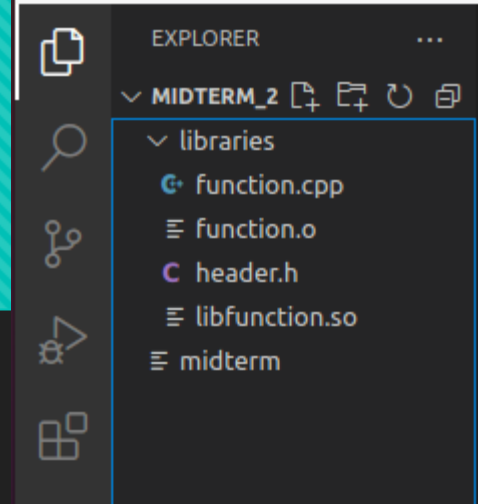 EXPLORER ...
MIDTERM_2
libraries
function.cpp
function.o
C header.h
libfunction.so
midterm